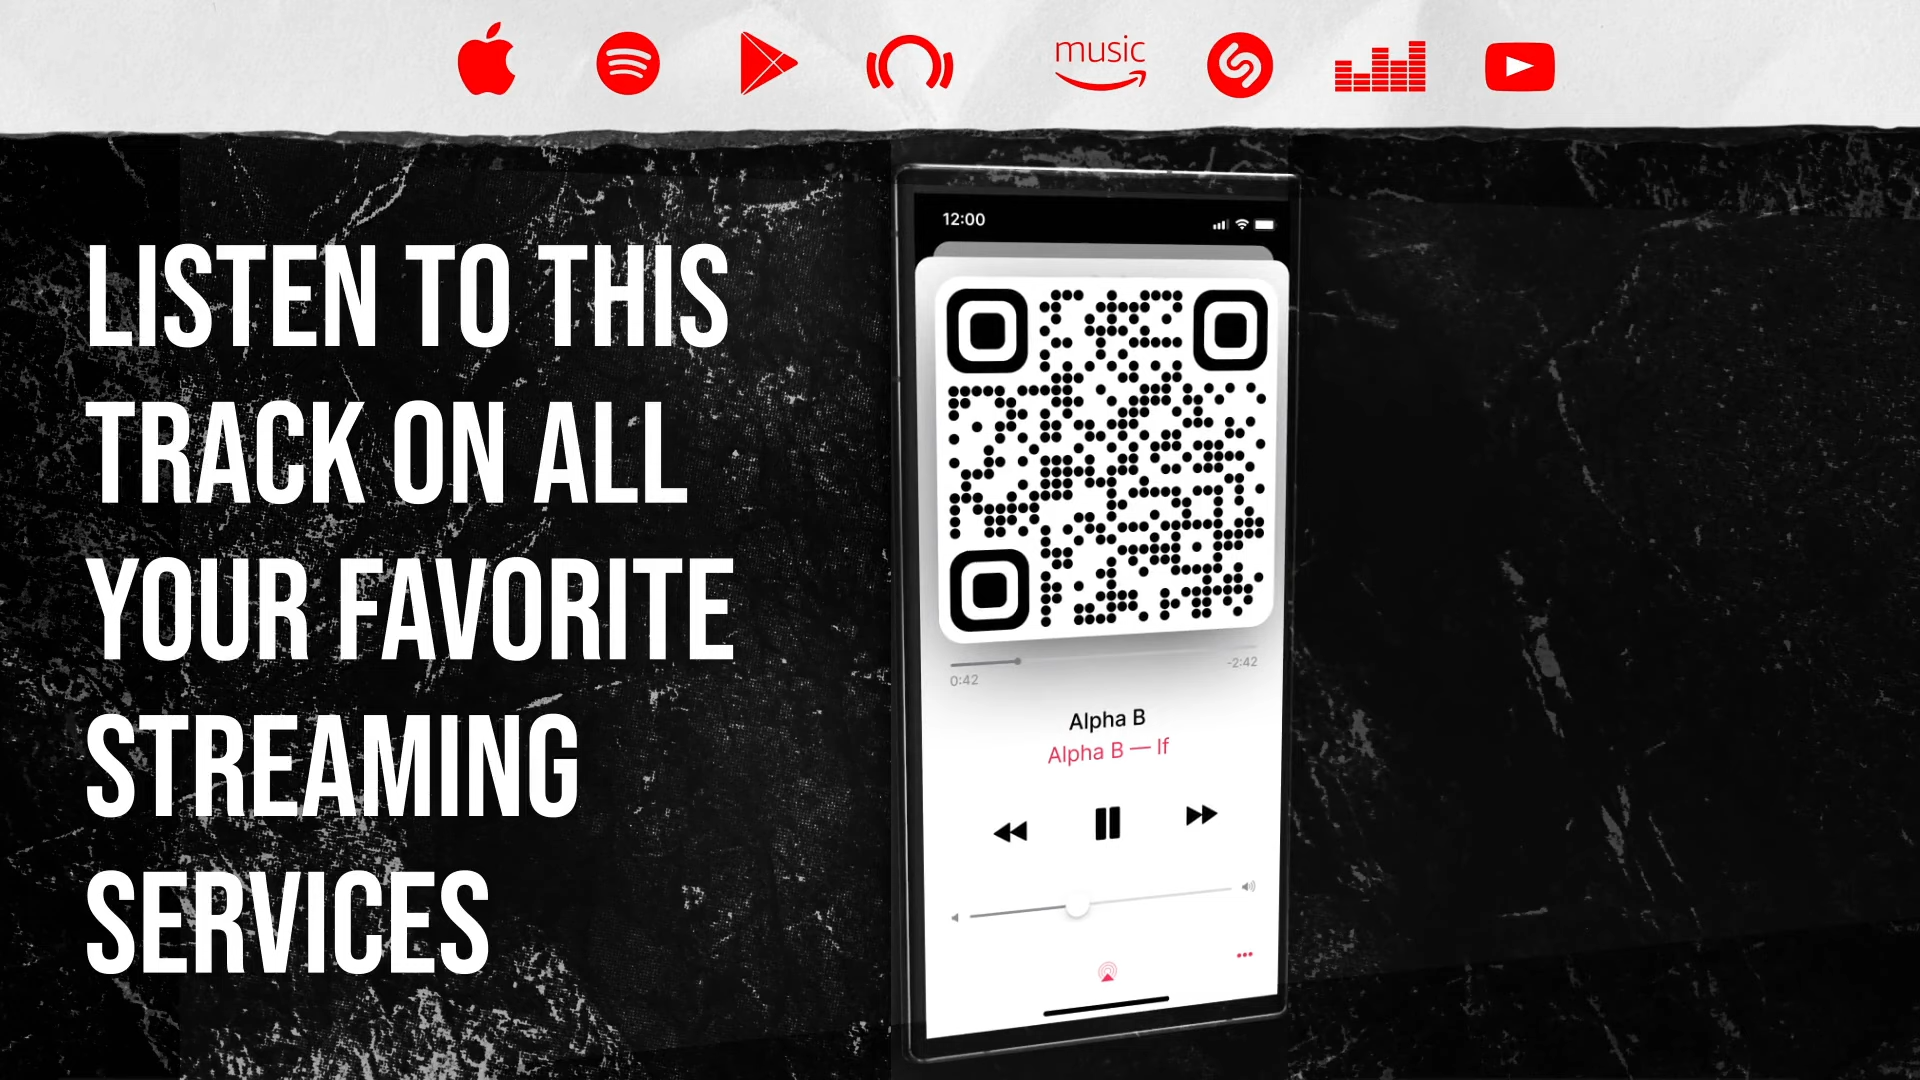 music
LISTEN TO THIS
TRACK ON ALL
YOUR FAVORITE
STREAMING
SERVICES
12:00
0:42
-2:42
Alpha B
Alpha B — If